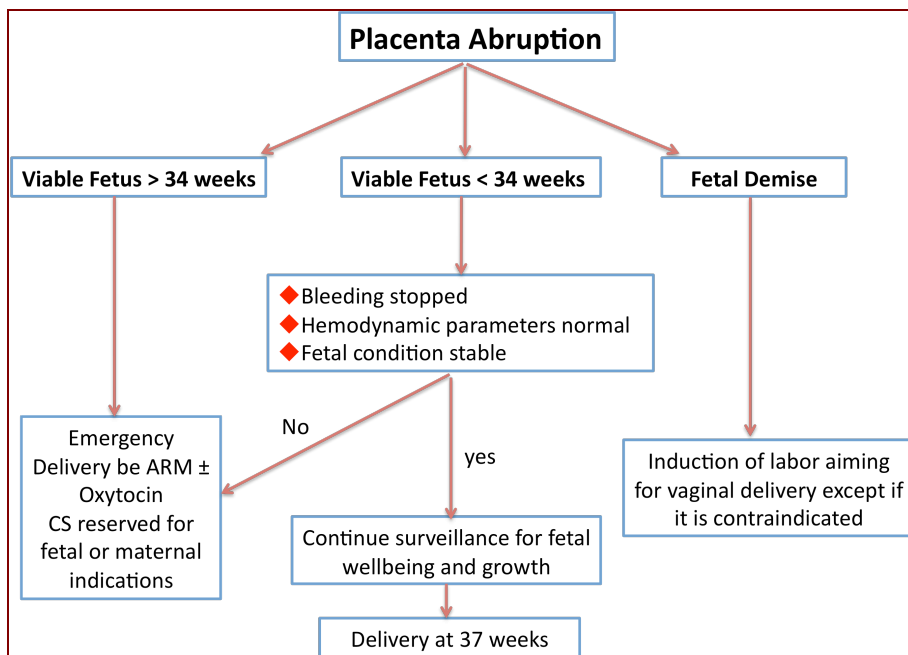 Placenta Abruption
Viable Fetus > 34 weeks
Viable Fetus < 34 weeks
Fetal Demise
Bleeding stopped
Hemodynamic parameters normal
Fetal condition stable
No
yes
Emergency
Delivery be ARM ±
Oxytocin
CS reserved for
fetal or maternal
indications
Continue surveillance for fetal
wellbeing and growth
Delivery at 37 weeks
Induction of labor aiming
for vaginal delivery except if
it is contraindicated